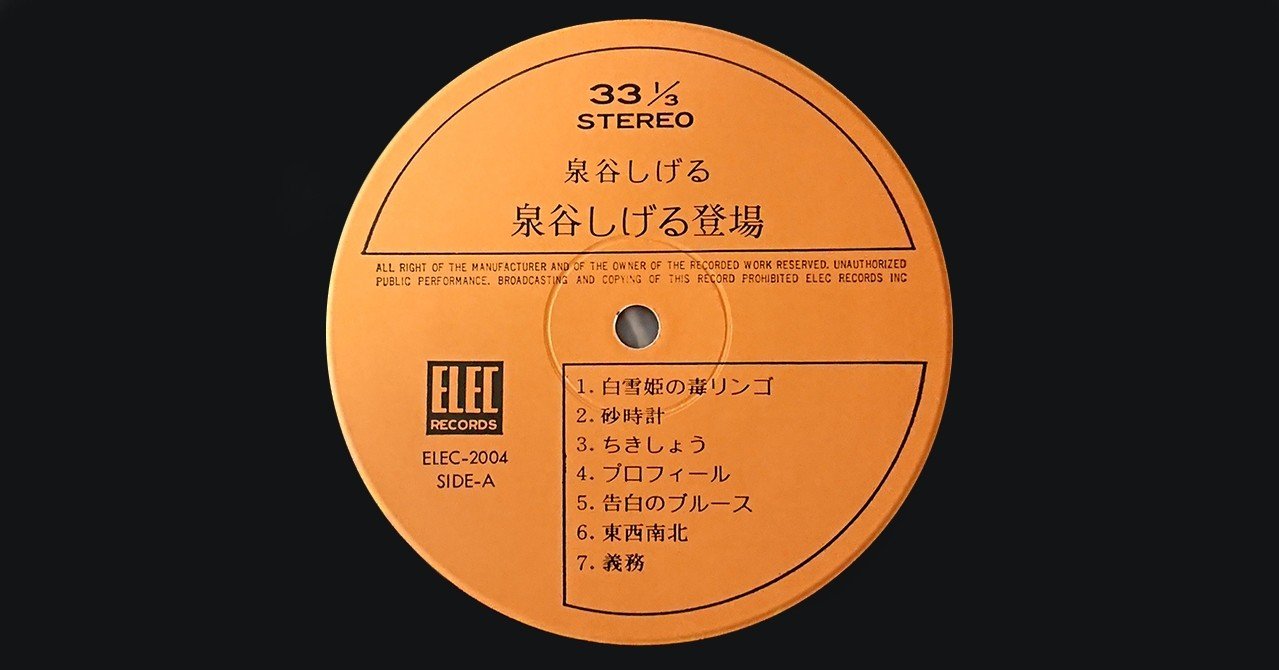 33 1/3
STEREO
泉谷しげる
泉谷しげる登場
ALL RIGHT OF THE MANUFACTURER AND OF THE OWNER OF THE RECORDED WORK RESERVED. UNAUTHORIZED
PUBLIC PERFORMANCE. BROADCASTING AND COPYING OF THIS RECORD PROHIBITED ELEC RECORDS INC
ELEC
RECORDS
ELEC-2004
SIDE-A
1. 白雪姫の毒リンゴ
2. 砂時計
3. ちきしょう
4. プロフィール
5. 告白のブルース
6. 東西南北
7. 義務